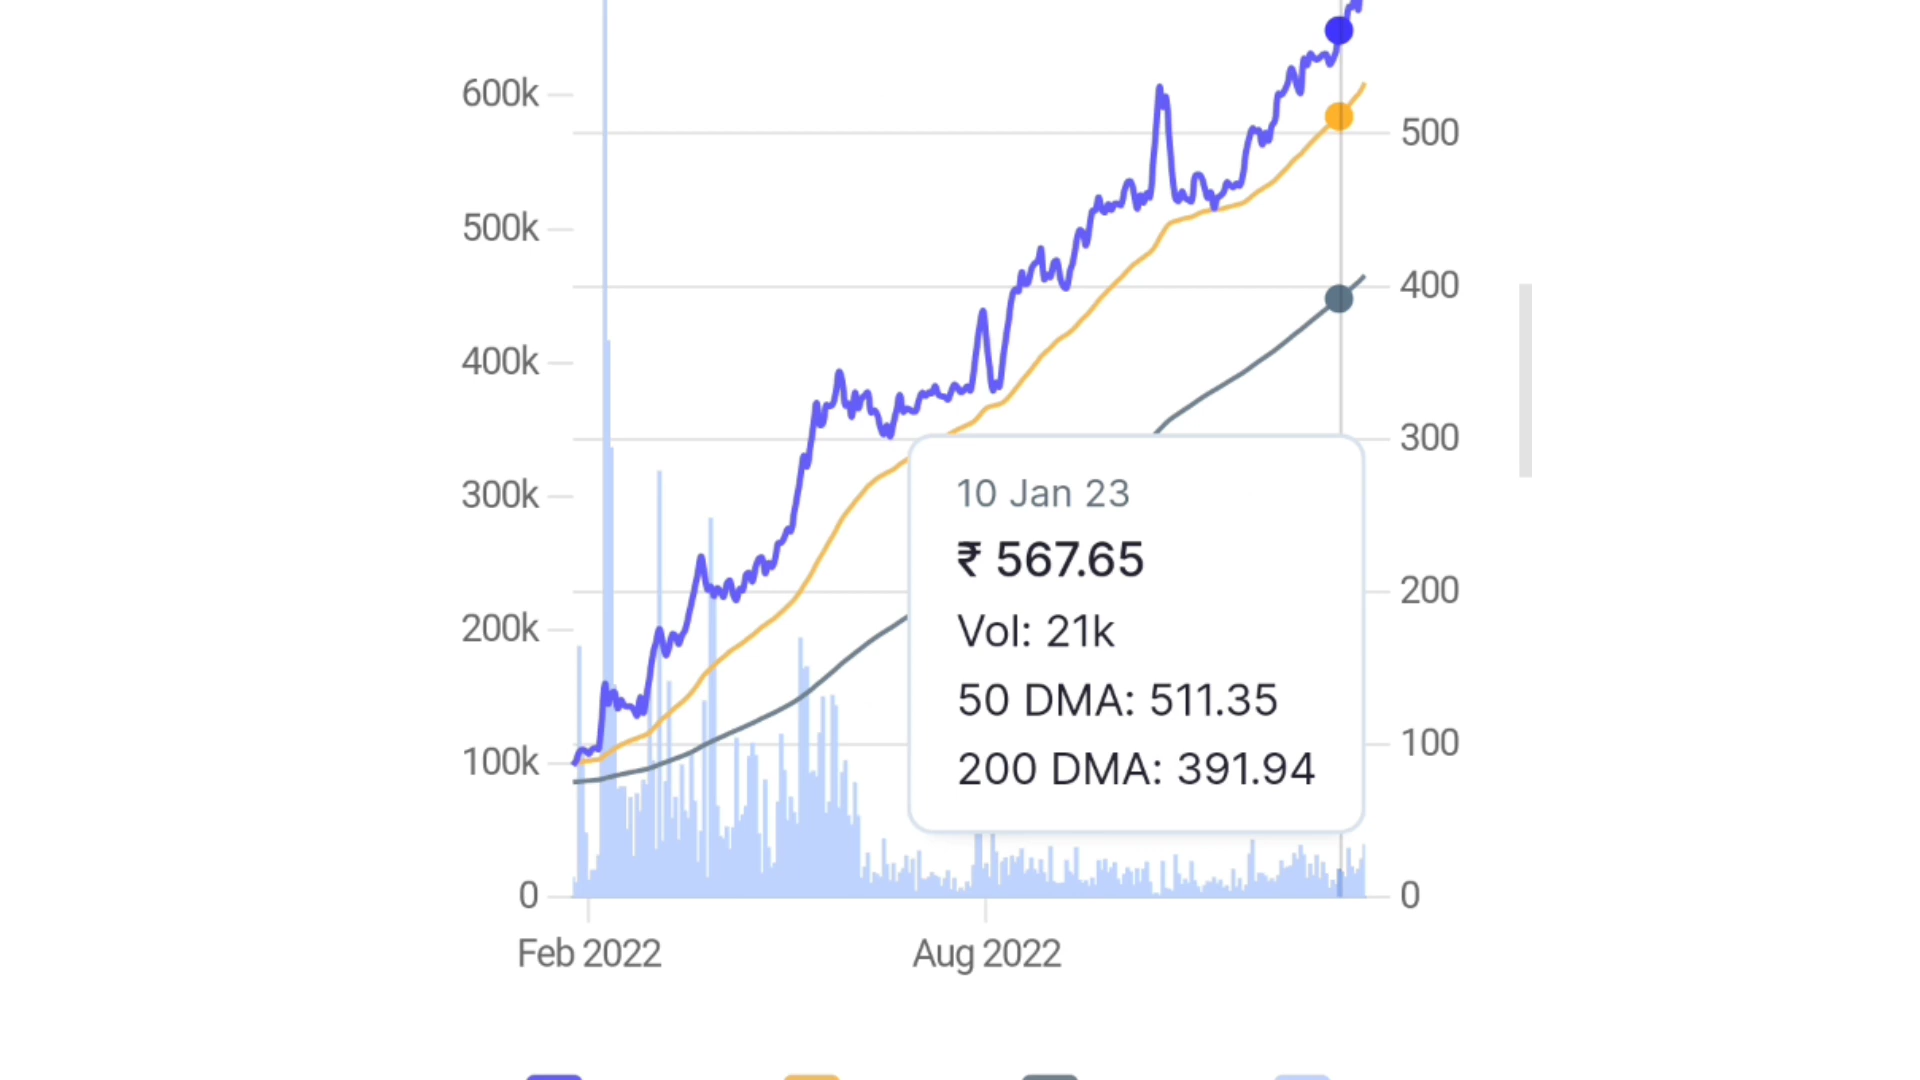 600k
500k
400k
300k
200k
100k
0
500
400
300
200
100
0
10 Jan 23
₹ 567.65
Vol: 21k
50 DMA: 511.35
200 DMA: 391.94
Feb 2022
Aug 2022